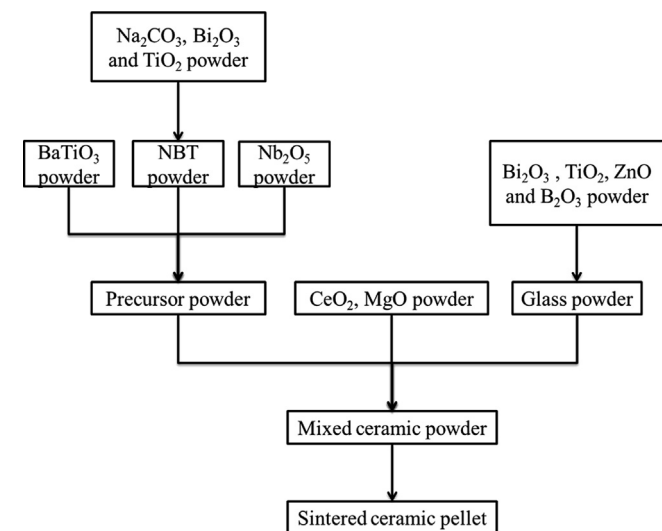 Na₂CO₃, Bi₂O₃
and TiO₂ powder
BaTiO₃
powder
NBT
powder
Nb₂O₅
powder
Bi₂O₃ , TiO₂, ZnO
and B₂O₃ powder
Precursor powder
CeO₂, MgO powder
Glass powder
Mixed ceramic powder
Sintered ceramic pellet